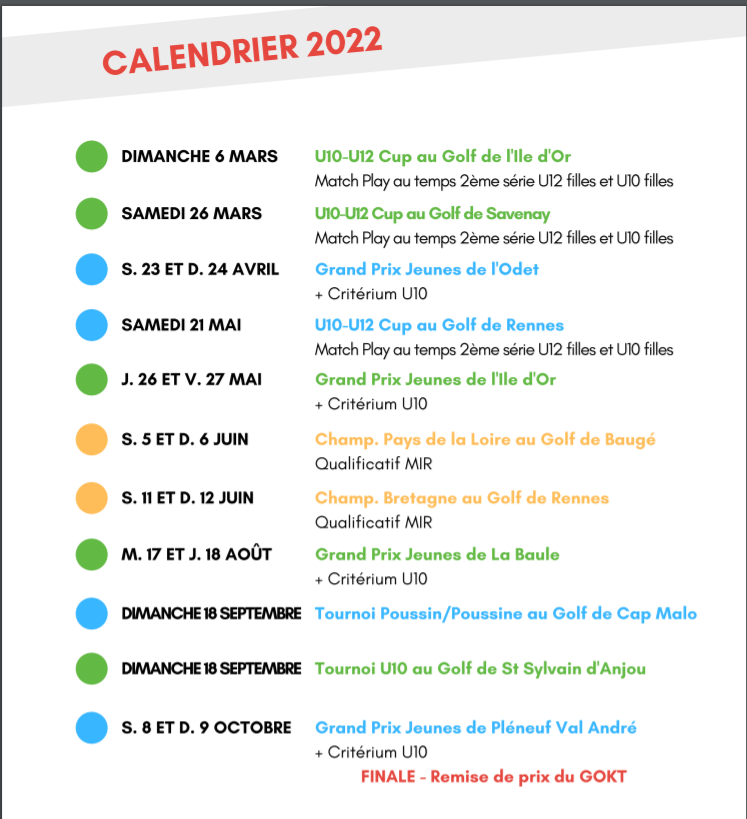 CALENDRIER 2022
DIMANCHE 6 MARS U10-U12 Cup au Golf de l'Ile d'Or
Match Play au temps 2ème série U12 filles et U10 filles
SAMEDI 26 MARS U10-U12 Cup au Golf de Savenay
Match Play au temps 2ème série U12 filles et U10 filles
S. 23 ET D. 24 AVRIL Grand Prix Jeunes de l'Odet
+ Critérium U10
SAMEDI 21 MAI U10-U12 Cup au Golf de Rennes
Match Play au temps 2ème série U12 filles et U10 filles
J. 26 ET V. 27 MAI Grand Prix Jeunes de l'Ile d'Or
+ Critérium U10
S. 5 ET D. 6 JUIN Champ. Pays de la Loire au Golf de Baugé
Qualificatif MIR
S. 11 ET D. 12 JUIN Champ. Bretagne au Golf de Rennes
Qualificatif MIR
M. 17 ET J. 18 AOÛT Grand Prix Jeunes de La Baule
+ Critérium U10
DIMANCHE 18 SEPTEMBRE Tournoi Poussin/Poussine au Golf de Cap Malo
DIMANCHE 18 SEPTEMBRE Tournoi U10 au Golf de St Sylvain d'Anjou
S. 8 ET D. 9 OCTOBRE Grand Prix Jeunes de Pléneuf Val André
+ Critérium U10
FINALE - Remise de prix du GOKT